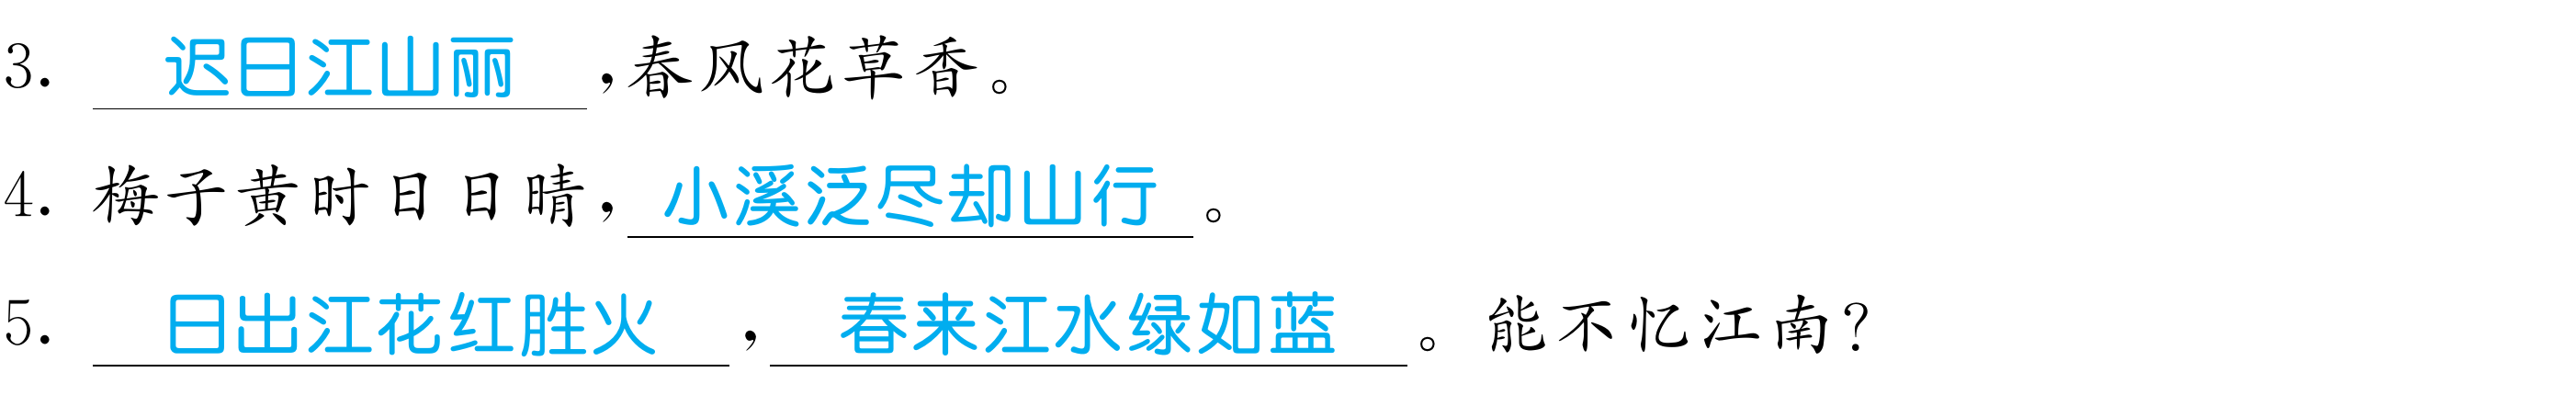 3. 迟日江山丽,春风花草香。
4. 梅子黄时日日晴,小溪泛尽却山行。
5. 日出江花红胜火,春来江水绿如蓝。能不忆江南?